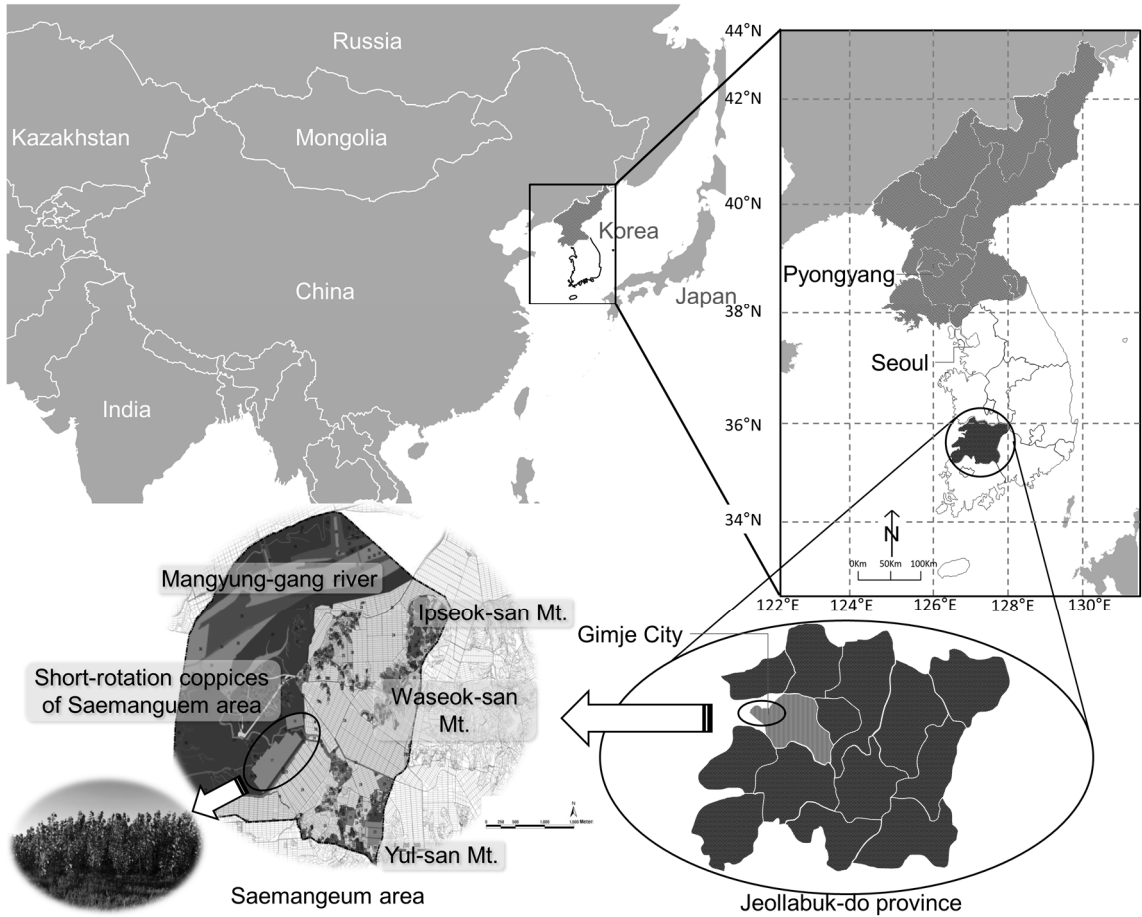 Russia
Kazakhstan
Mongolia
Korea
China
Japan
India
44°N
42°N
40°N
Pyongyang
38°N
Seoul
36°N
34°N
N
0Km 50Km 100Km
122°E 124°E 126°E 128°E 130°E
Mangyung-gang river
Ipseok-san Mt.
Short-rotation coppices
of Saemanguem area
Waseok-san
Mt.
Yul-san Mt.
N
Saemangeum area
Gimje City
Jeollabuk-do province